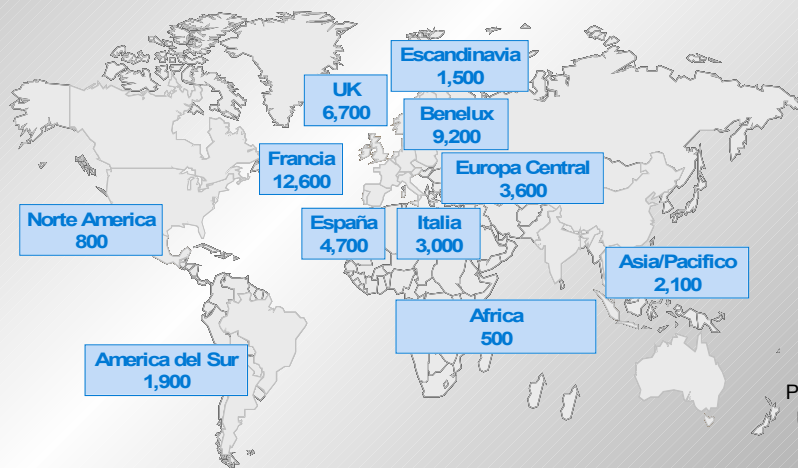 Escandinavia
1,500
UK
6,700
Benelux
9,200
Francia
12,600
Europa Central
3,600
Norte America
800
España
4,700
Italia
3,000
Asia/Pacifico
2,100
Africa
500
America del Sur
1,900
P